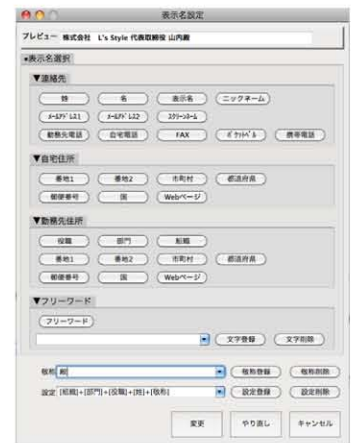 表示名設定
プレビュー 株式会社 L's Style 代表取締役 山内殿
●表示名選択
▼連絡先
姓 名 表示名 ニックネーム
ﾒｰﾙｱﾄﾞﾚｽ1 ﾒｰﾙｱﾄﾞﾚｽ2 ｽｸﾘｰﾝﾈｰﾑ
勤務先電話 自宅電話 FAX ﾎﾟｹｯﾄﾍﾞﾙ 携帯電話
▼自宅住所
番地1 番地2 市町村 都道府県
郵便番号 国 Webページ
▼勤務先住所
役職 部門 組織
番地1 番地2 市町村 都道府県
郵便番号 国 Webページ
▼フリーワード
フリーワード
文字登録 文字削除
敬称 殿 敬称登録 敬称削除
設定 [組織]+[部門]+[役職]+[姓]+[敬称] 設定登録 設定削除
変更 やり直し キャンセル